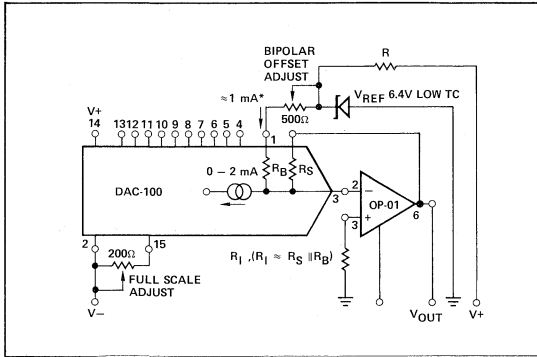 BIPOLAR
OFFSET
ADJUST
R
≈1 mA*
V_REF 6.4V LOW TC
500Ω
V+
14
13 12 11 10 9 8 7 6 5 4
1
R_B
R_S
0 – 2 mA
DAC-100
3
2
–
OP-01
6
+
3
2
15
200Ω
R_I ,(R_I ≈ R_S ∥R_B)
FULL SCALE
ADJUST
V–
V_OUT
V+